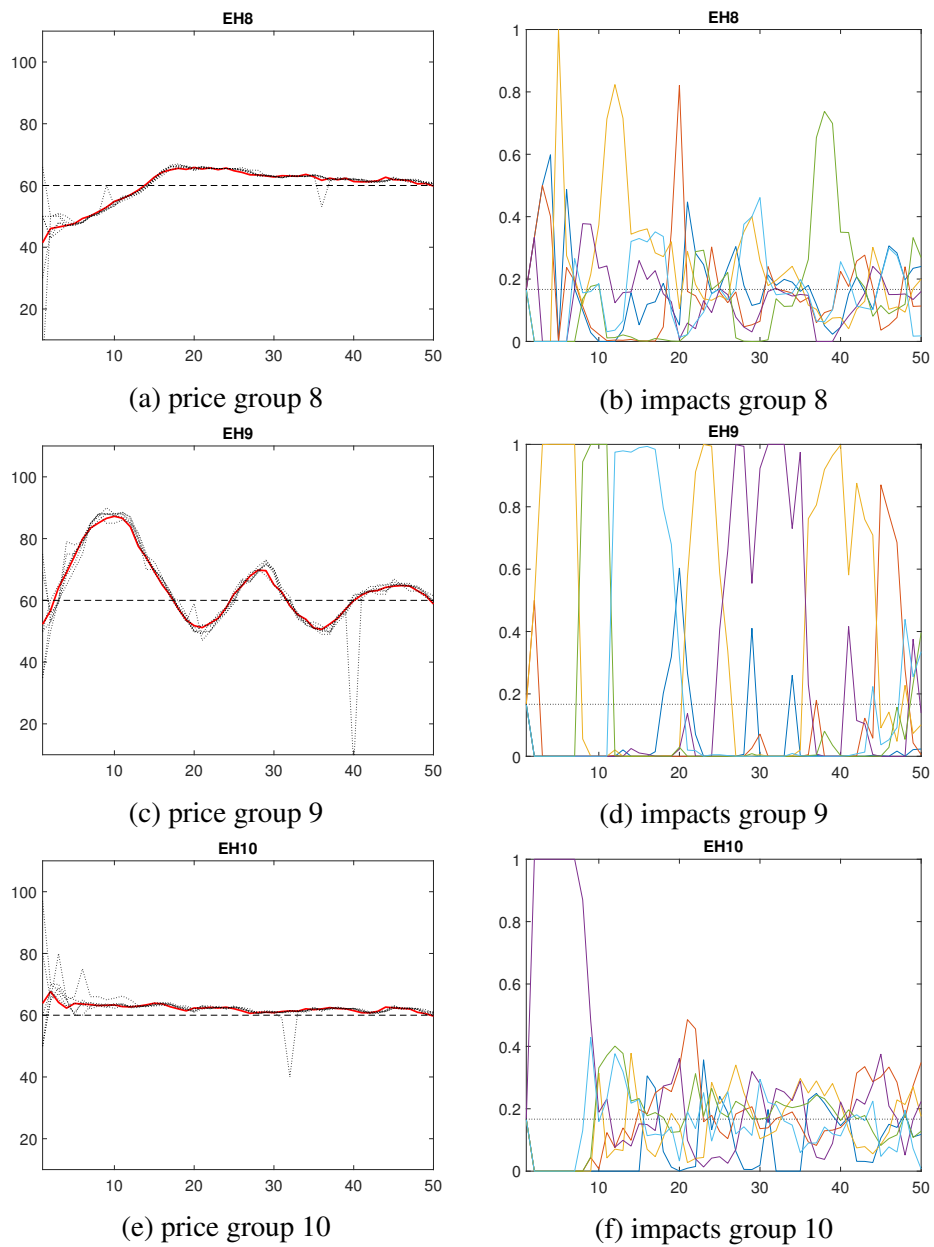 EH8
100
80
60
40
20
10 20 30 40 50
(a) price group 8
EH8
1
0.8
0.6
0.4
0.2
0
10 20 30 40 50
(b) impacts group 8
EH9
100
80
60
40
20
10 20 30 40 50
(c) price group 9
EH9
1
0.8
0.6
0.4
0.2
0
10 20 30 40 50
(d) impacts group 9
EH10
100
80
60
40
20
10 20 30 40 50
(e) price group 10
EH10
1
0.8
0.6
0.4
0.2
0
10 20 30 40 50
(f) impacts group 10